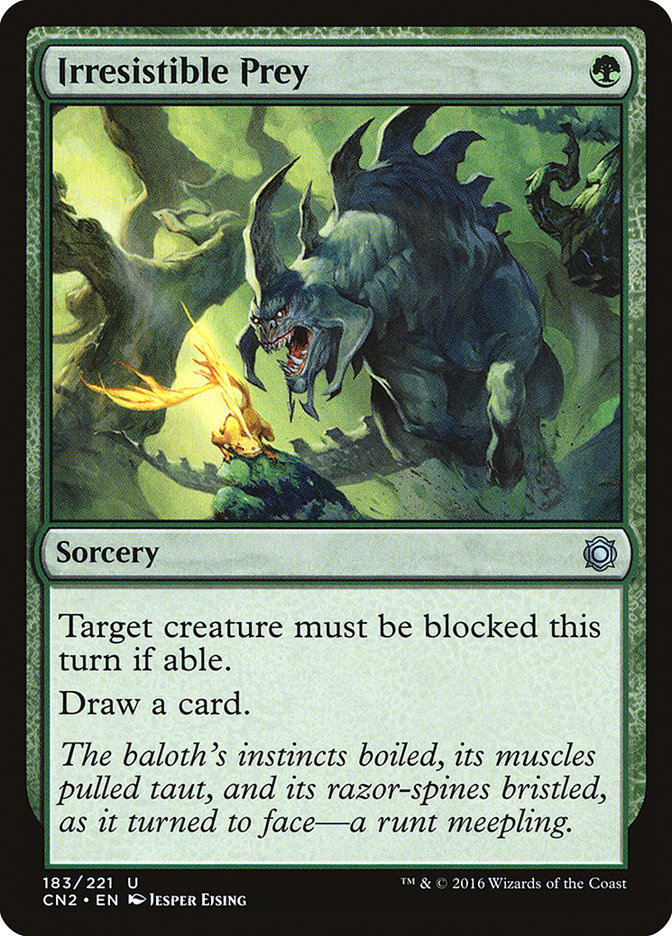 Irresistible Prey
Sorcery
Target creature must be blocked this
turn if able.
Draw a card.
The baloth's instincts boiled, its muscles
pulled taut, and its razor-spines bristled,
as it turned to face—a runt meepling.
183/221 U
CN2 • EN Jesper Ejsing
™ & © 2016 Wizards of the Coast